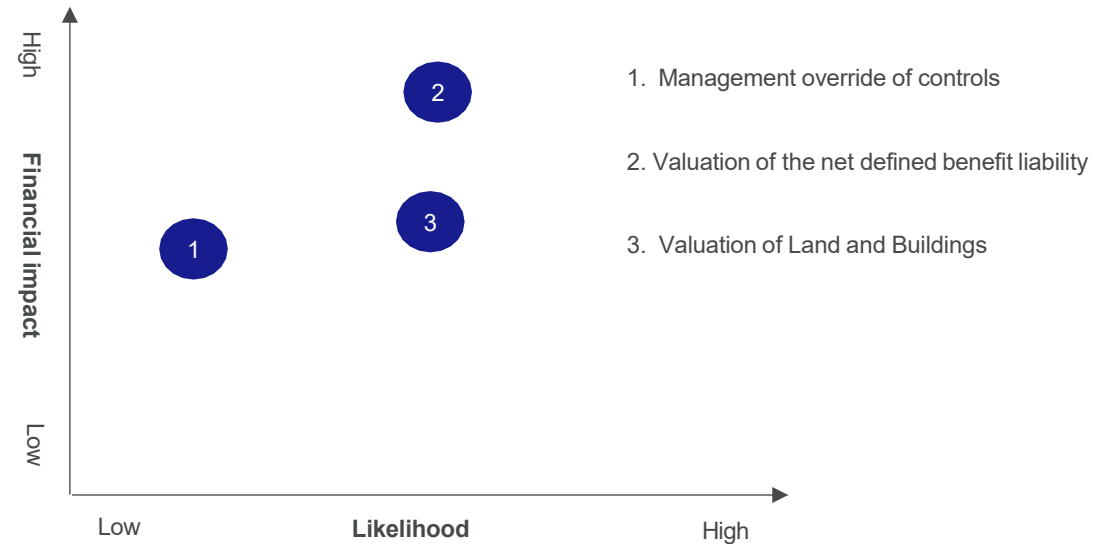 High
Financial impact
Low
2
3
1
1. Management override of controls
2. Valuation of the net defined benefit liability
3. Valuation of Land and Buildings
Low
Likelihood
High